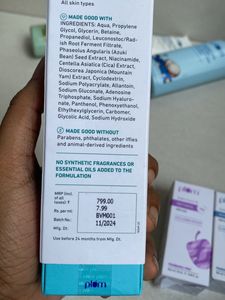 All skin types
MADE GOOD WITH
INGREDIENTS: Aqua, Propylene
Glycol, Glycerin, Betaine,
Propanediol, Leuconostoc/Rad-
ish Root Ferment Filtrate,
Phaseolus Angularis (Azuki
Bean) Seed Extract, Niacinamide,
Centella Asiatica (Cica) Extract,
Dioscorea Japonica (Mountain
Yam) Extract, Cyclodextrin,
Sodium Polyacrylate, Allantoin,
Sodium Gluconate, Adenosine
Triphosphate, Sodium Hyaluro-
nate, Panthenol, Phenoxyethanol,
Ethylhexylglycerin, Carbomer,
Glycolic Acid, Sodium Hydroxide
MADE GOOD WITHOUT
Parabens, phthalates, other iffies
and animal-derived ingredients
NO SYNTHETIC FRAGRANCES OR
ESSENTIAL OILS ADDED TO THE
FORMULATION
MRP (incl. of all taxes): ₹ 799.00
Rs. per ml: 7.99
Batch no.: BVM001
Mfg. Dt.: 11/2024
Use before 24 months from Mfg. Dt.
plum
plum